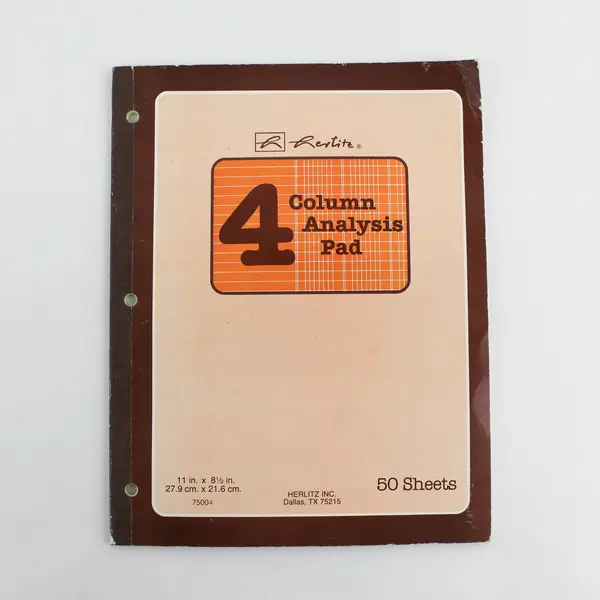 h herlitz®
4 Column
Analysis
Pad
11 in. x 8½ in.
27.9 cm. x 21.6 cm.
75004
HERLITZ INC.
Dallas, TX 75215
50 Sheets